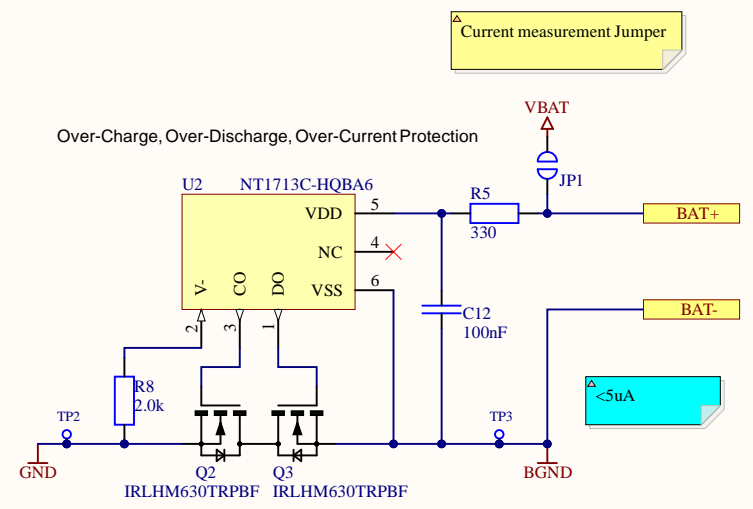 Current measurement Jumper
VBAT
Over-Charge, Over-Discharge, Over-Current Protection
JP1
U2 NT1713C-HQBA6
R5
VDD 5
330
BAT+
NC 4
V- CO DO VSS 6
C12
100nF
BAT-
2 3 1
R8
2.0k
<5uA
TP2
TP3
GND
Q2 Q3
BGND
IRLHM630TRPBF IRLHM630TRPBF